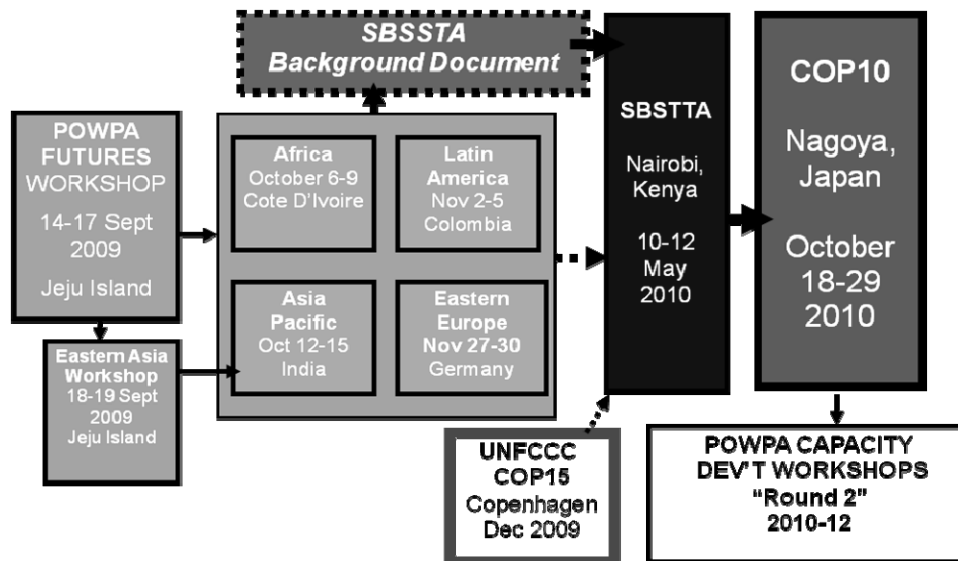 SBSSTA
Background Document
POWPA
FUTURES
WORKSHOP
14-17 Sept
2009
Jeju Island
Eastern Asia
Workshop
18-19 Sept
2009
Jeju Island
Africa
October 6-9
Cote D'Ivoire
Latin
America
Nov 2-5
Colombia
Asia
Pacific
Oct 12-15
India
Eastern
Europe
Nov 27-30
Germany
UNFCCC
COP15
Copenhagen
Dec 2009
SBSTTA
Nairobi,
Kenya
10-12
May
2010
COP10
Nagoya,
Japan
October
18-29
2010
POWPA CAPACITY
DEV'T WORKSHOPS
“Round 2”
2010-12